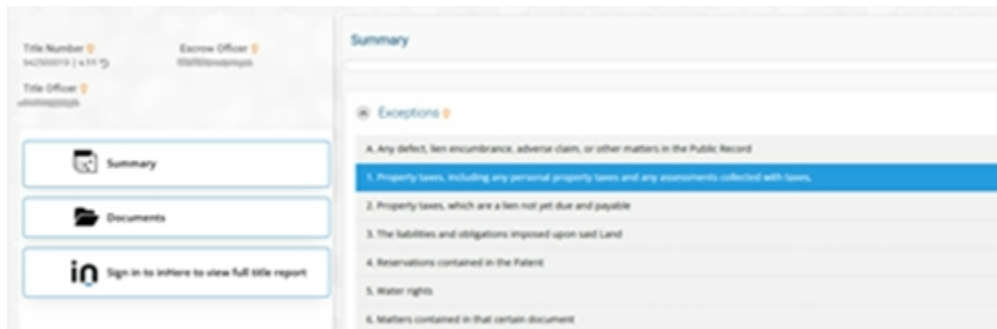 Title Number
Escrow Officer
Title Officer
Summary
Documents
in Sign in to inHere to view full title report
Summary
Exceptions
A. Any defect, lien encumbrance, adverse claim, or other matters in the Public Record
1. Property taxes, including any personal property taxes and any assessments collected with taxes,
2. Property taxes, which are a lien not yet due and payable
3. The liabilities and obligations imposed upon said Land
4. Reservations contained in the Patent
5. Water rights
6. Matters contained in that certain document